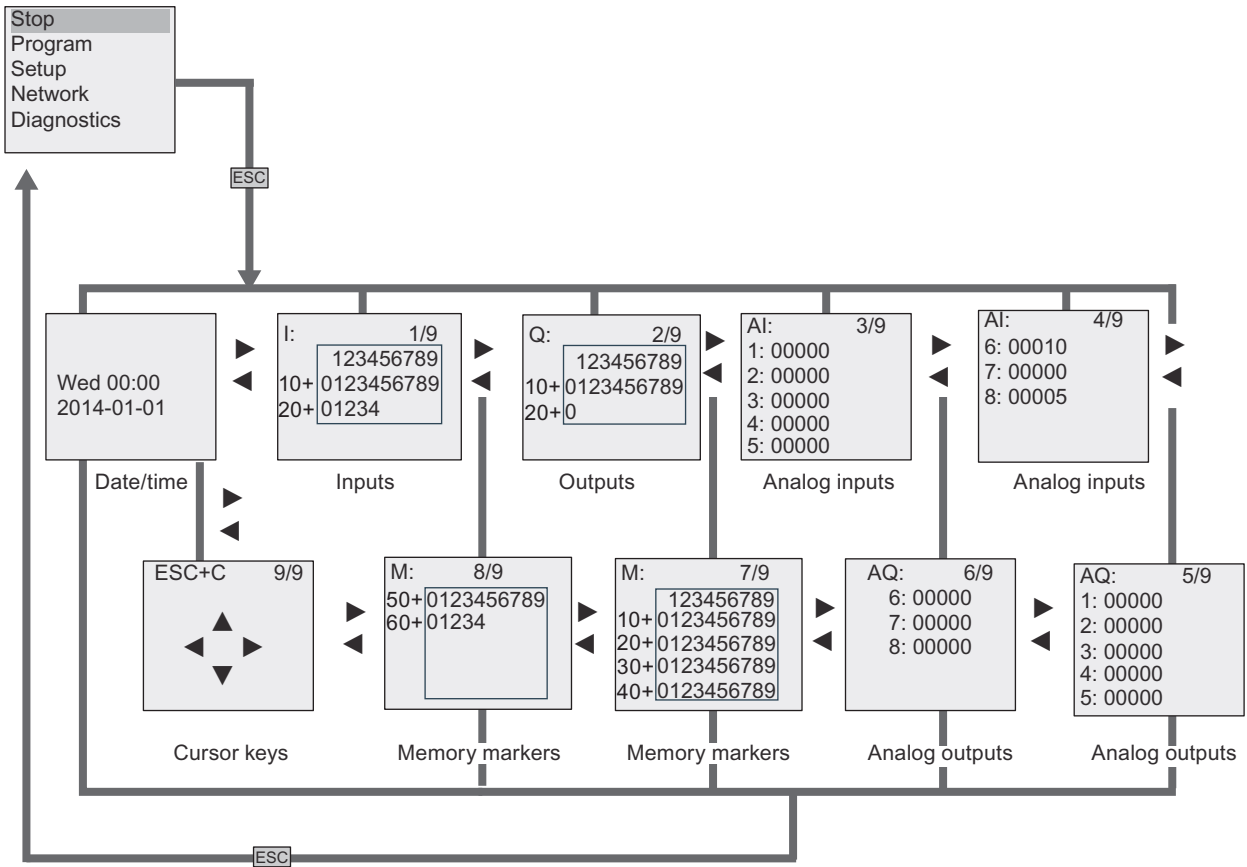 Stop
Program
Setup
Network
Diagnostics
ESC
Wed 00:00
2014-01-01
Date/time
I: 1/9
123456789
10+0123456789
20+01234
Inputs
Q: 2/9
123456789
10+0123456789
20+0
Outputs
AI: 3/9
1: 00000
2: 00000
3: 00000
4: 00000
5: 00000
Analog inputs
AI: 4/9
6: 00010
7: 00000
8: 00005
Analog inputs
ESC+C 9/9
Cursor keys
M: 8/9
50+0123456789
60+01234
Memory markers
M: 7/9
123456789
10+0123456789
20+0123456789
30+0123456789
40+0123456789
Memory markers
AQ: 6/9
6: 00000
7: 00000
8: 00000
Analog outputs
AQ: 5/9
1: 00000
2: 00000
3: 00000
4: 00000
5: 00000
Analog outputs
ESC